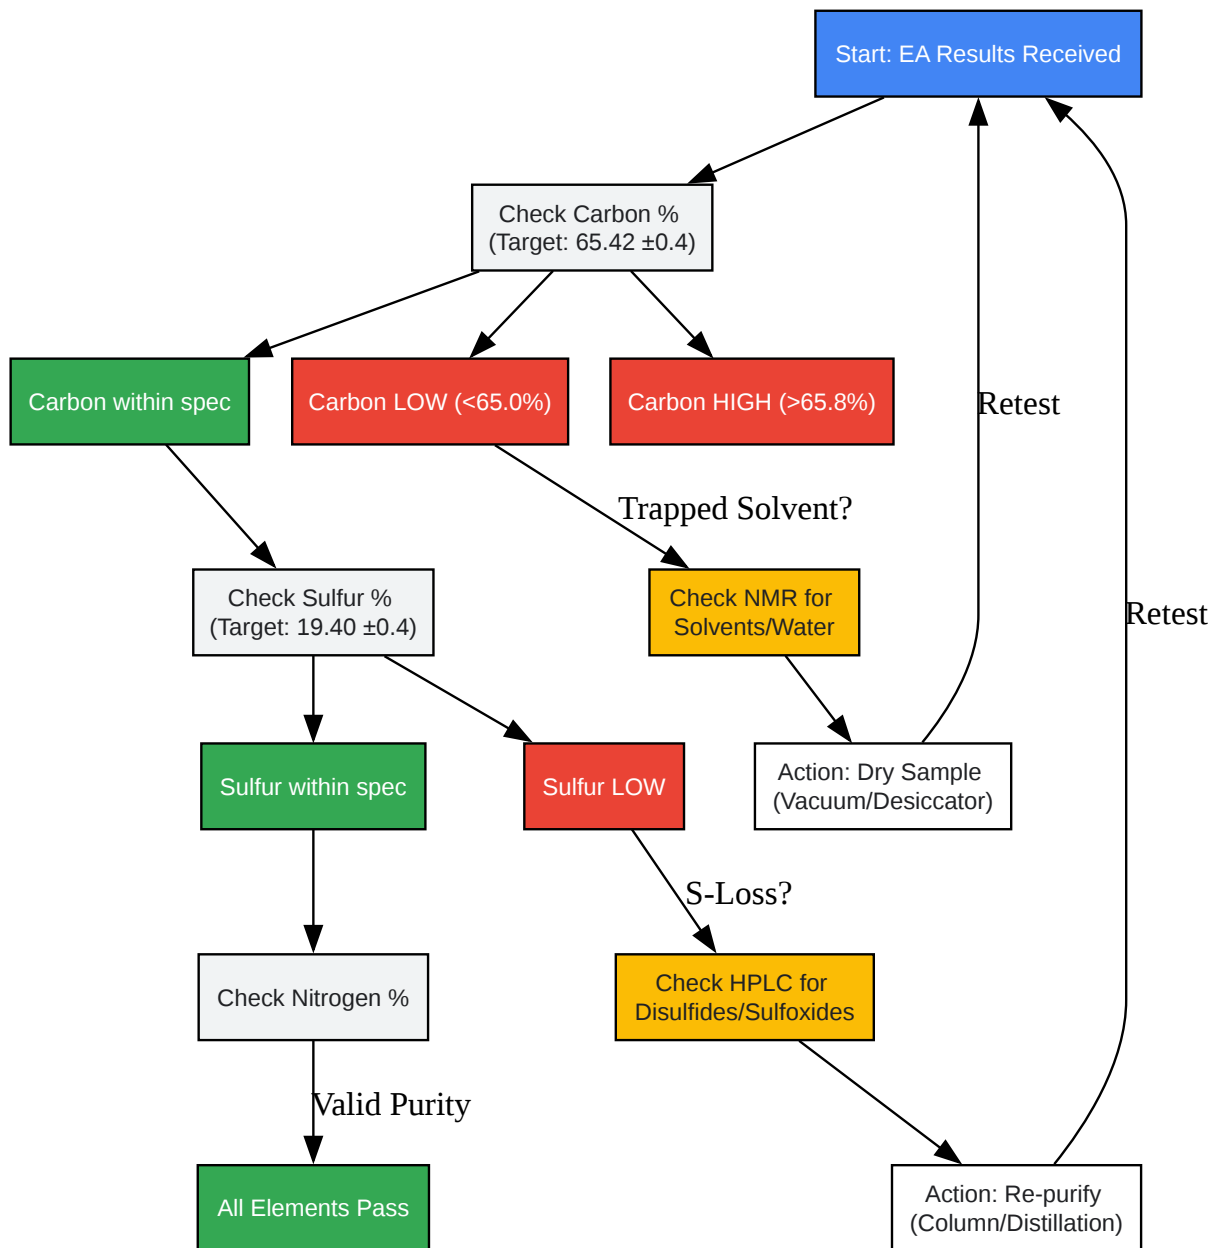 Start: EA Results Received
Check Carbon %
(Target: 65.42 ±0.4)
Carbon within spec
Carbon LOW (<65.0%)
Carbon HIGH (>65.8%)
Retest
Trapped Solvent?
Check Sulfur %
(Target: 19.40 ±0.4)
Check NMR for
Solvents/Water
Retest
Sulfur within spec
Sulfur LOW
Action: Dry Sample
(Vacuum/Desiccator)
S-Loss?
Check Nitrogen %
Check HPLC for
Disulfides/Sulfoxides
Valid Purity
All Elements Pass
Action: Re-purify
(Column/Distillation)